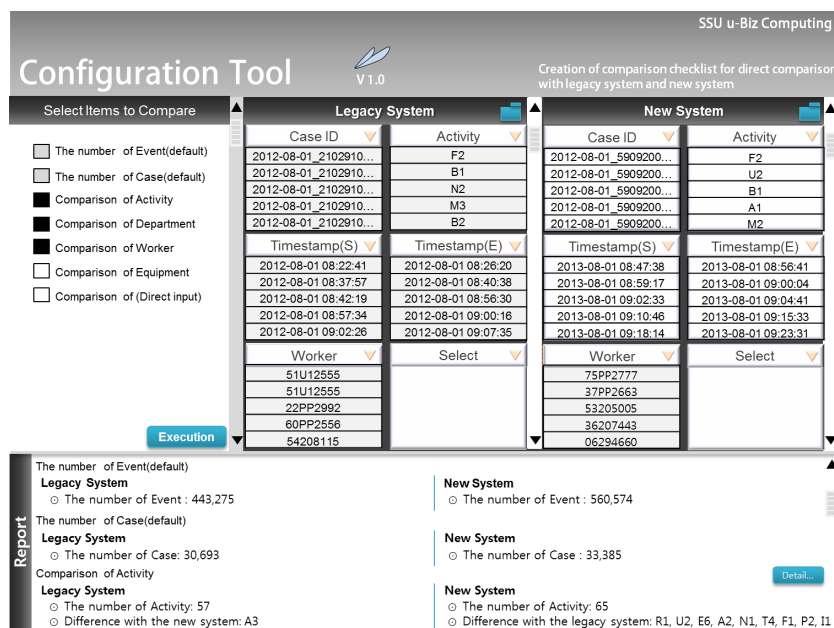 SSU u-Biz Computing
Configuration Tool
V 1.0
Creation of comparison checklist for direct comparison
with legacy system and new system
Select Items to Compare
The number of Event(default)
The number of Case(default)
Comparison of Activity
Comparison of Department
Comparison of Worker
Comparison of Equipment
Comparison of (Direct input)
Execution
Legacy System
Case ID Activity
2012-08-01_2102910... F2
2012-08-01_2102910... B1
2012-08-01_2102910... N2
2012-08-01_2102910... M3
2012-08-01_2102910... B2
Timestamp(S) Timestamp(E)
2012-08-01 08:22:41 2012-08-01 08:26:20
2012-08-01 08:37:57 2012-08-01 08:40:38
2012-08-01 08:42:19 2012-08-01 08:56:30
2012-08-01 08:57:34 2012-08-01 09:00:16
2012-08-01 09:02:26 2012-08-01 09:07:35
Worker Select
51U12555
51U12555
22PP2992
60PP2556
54208115
New System
Case ID Activity
2012-08-01_5909200... F2
2012-08-01_5909200... U2
2012-08-01_5909200... B1
2012-08-01_5909200... A1
2012-08-01_5909200... M2
Timestamp(S) Timestamp(E)
2013-08-01 08:47:38 2013-08-01 08:56:41
2013-08-01 08:59:17 2013-08-01 09:00:04
2013-08-01 09:02:33 2013-08-01 09:04:41
2013-08-01 09:10:46 2013-08-01 09:15:33
2013-08-01 09:18:14 2013-08-01 09:23:31
Worker Select
75PP2777
37PP2663
53205005
36207443
06294660
Report
The number of Event(default)
Legacy System New System
⊙ The number of Event : 443,275 ⊙ The number of Event : 560,574
The number of Case(default)
Legacy System New System
⊙ The number of Case: 30,693 ⊙ The number of Case : 33,385
Comparison of Activity Detail...
Legacy System New System
⊙ The number of Activity: 57 ⊙ The number of Activity: 65
⊙ Difference with the new system: A3 ⊙ Difference with the legacy system: R1, U2, E6, A2, N1, T4, F1, P2, I1